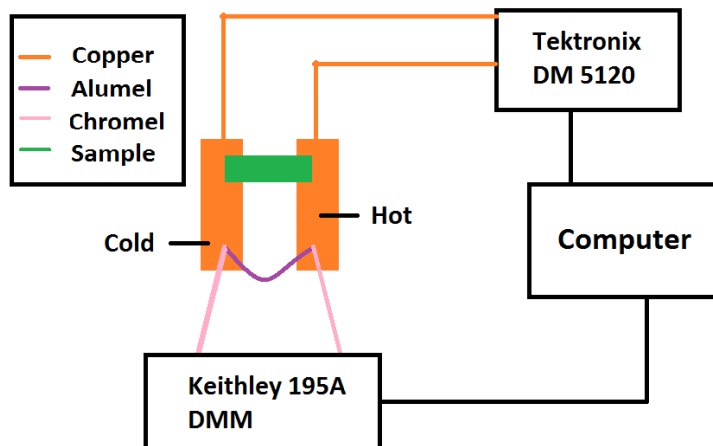 Copper
Alumel
Chromel
Sample
Tektronix
DM 5120
Hot
Cold
Computer
Keithley 195A
DMM